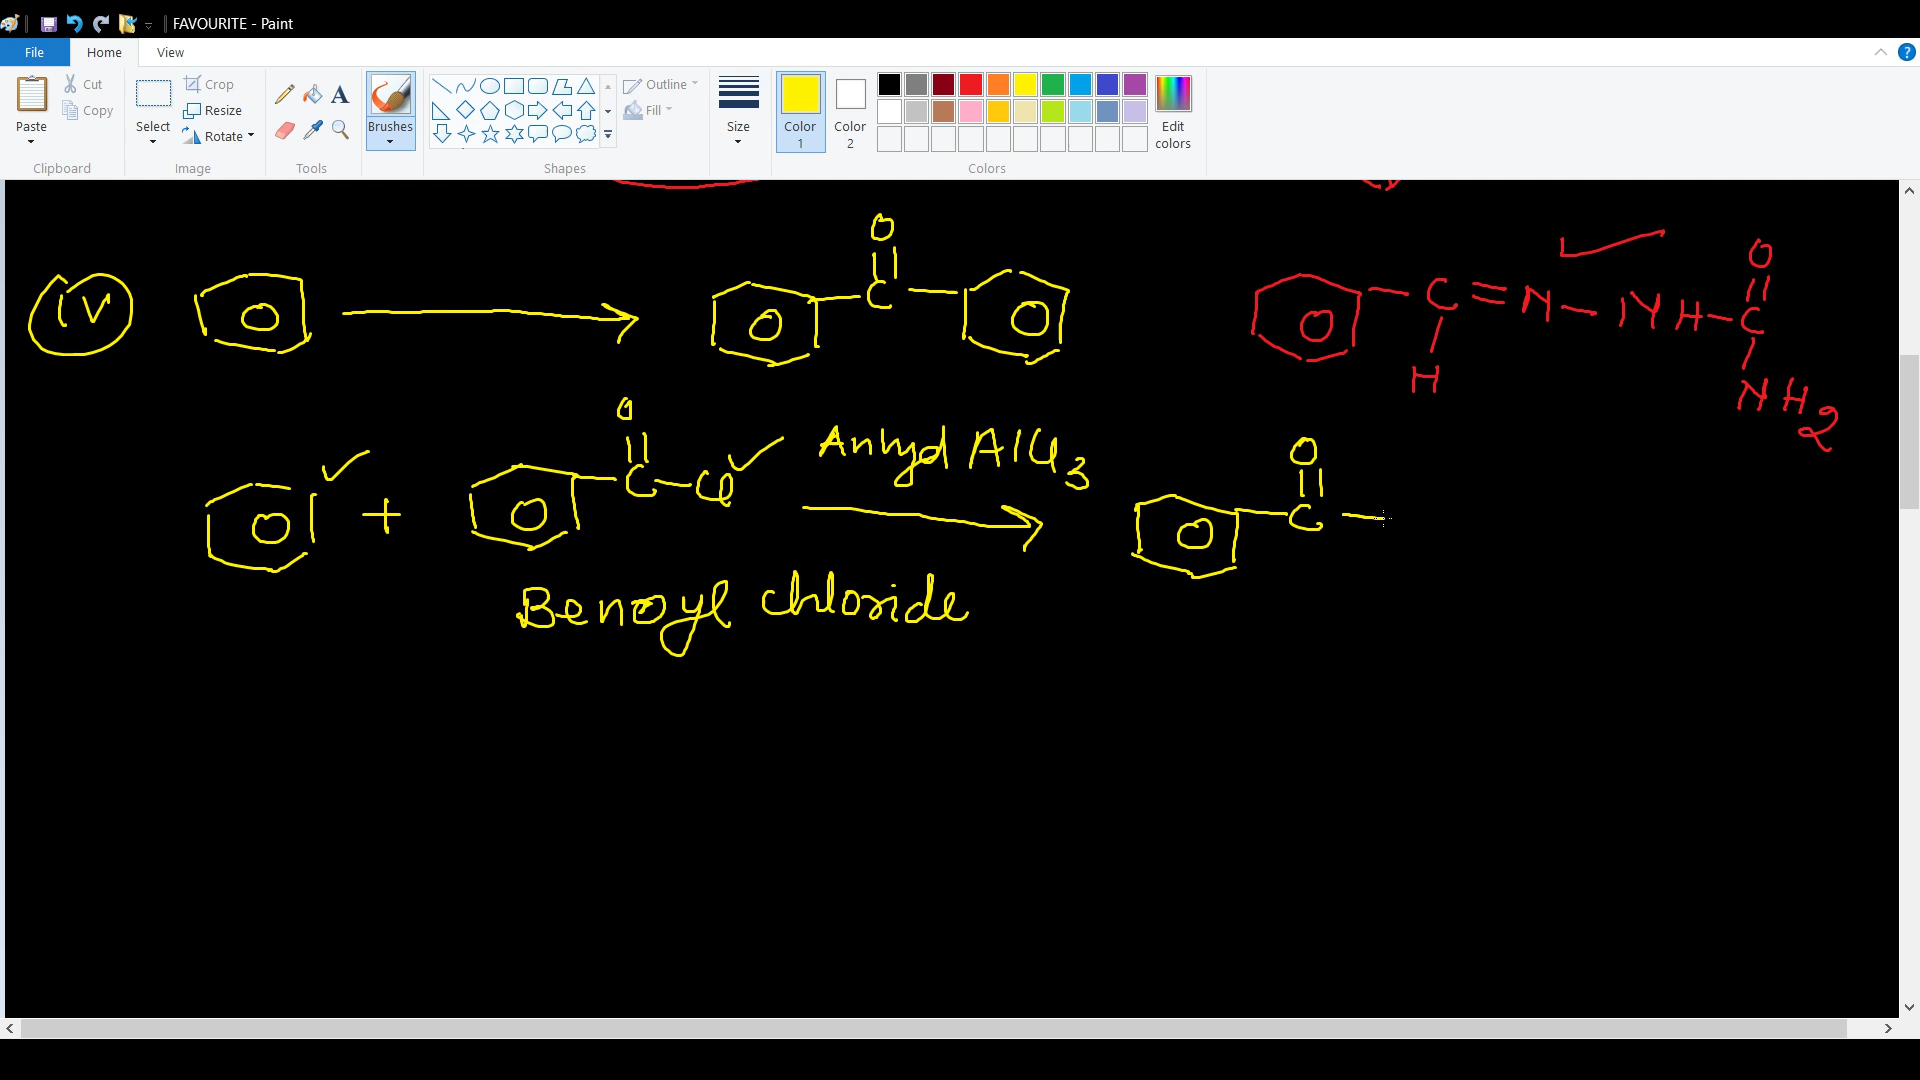 FAVOURITE - Paint
File Home View
Paste Cut Copy Clipboard
Select Crop Resize Rotate Image
A Tools
Brushes
Shapes
Outline Fill
Size
Color 1 Color 2
Colors
Edit colors
IV
O
C
O
O
O
C = N - NH - C
H
NH2
O
O
C - Cl
+
Anhyd AlCl3
O
C
Benoyl chloride